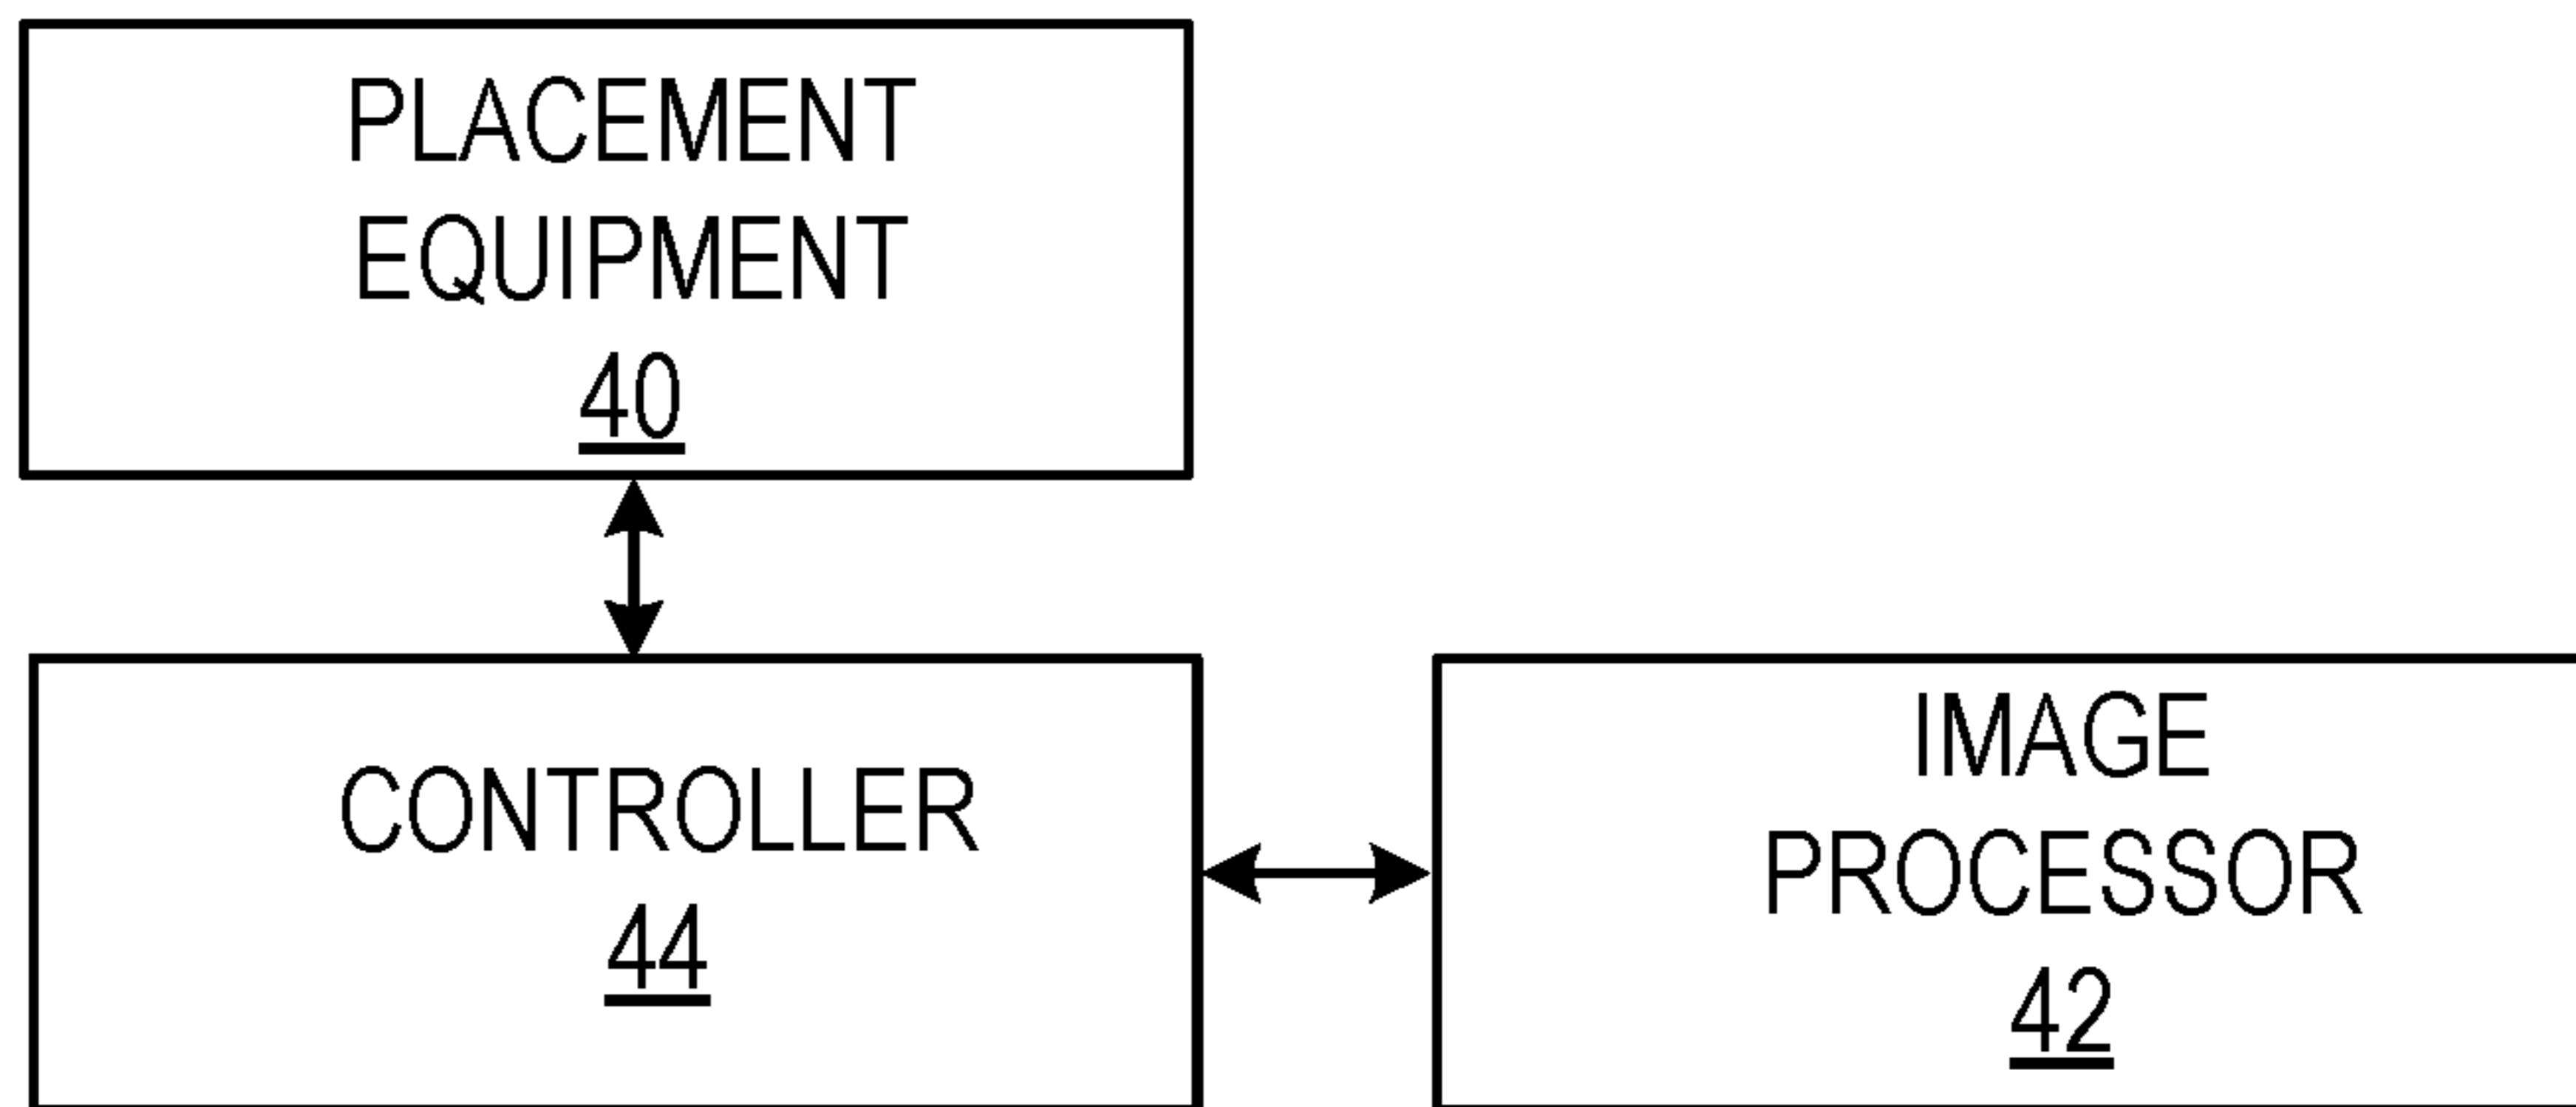 PLACEMENT
EQUIPMENT
40
CONTROLLER
44
IMAGE
PROCESSOR
42